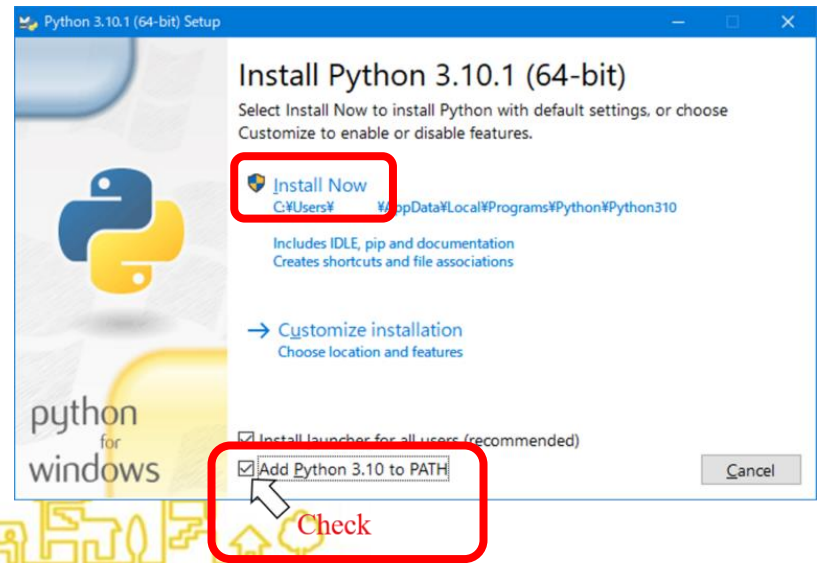 Python 3.10.1 (64-bit) Setup
Install Python 3.10.1 (64-bit)
Select Install Now to install Python with default settings, or choose
Customize to enable or disable features.
Install Now
C:¥Users¥ ¥AppData¥Local¥Programs¥Python¥Python310
Includes IDLE, pip and documentation
Creates shortcuts and file associations
→ Customize installation
Choose location and features
python
for
windows
Install launcher for all users (recommended)
Add Python 3.10 to PATH
Cancel
Check